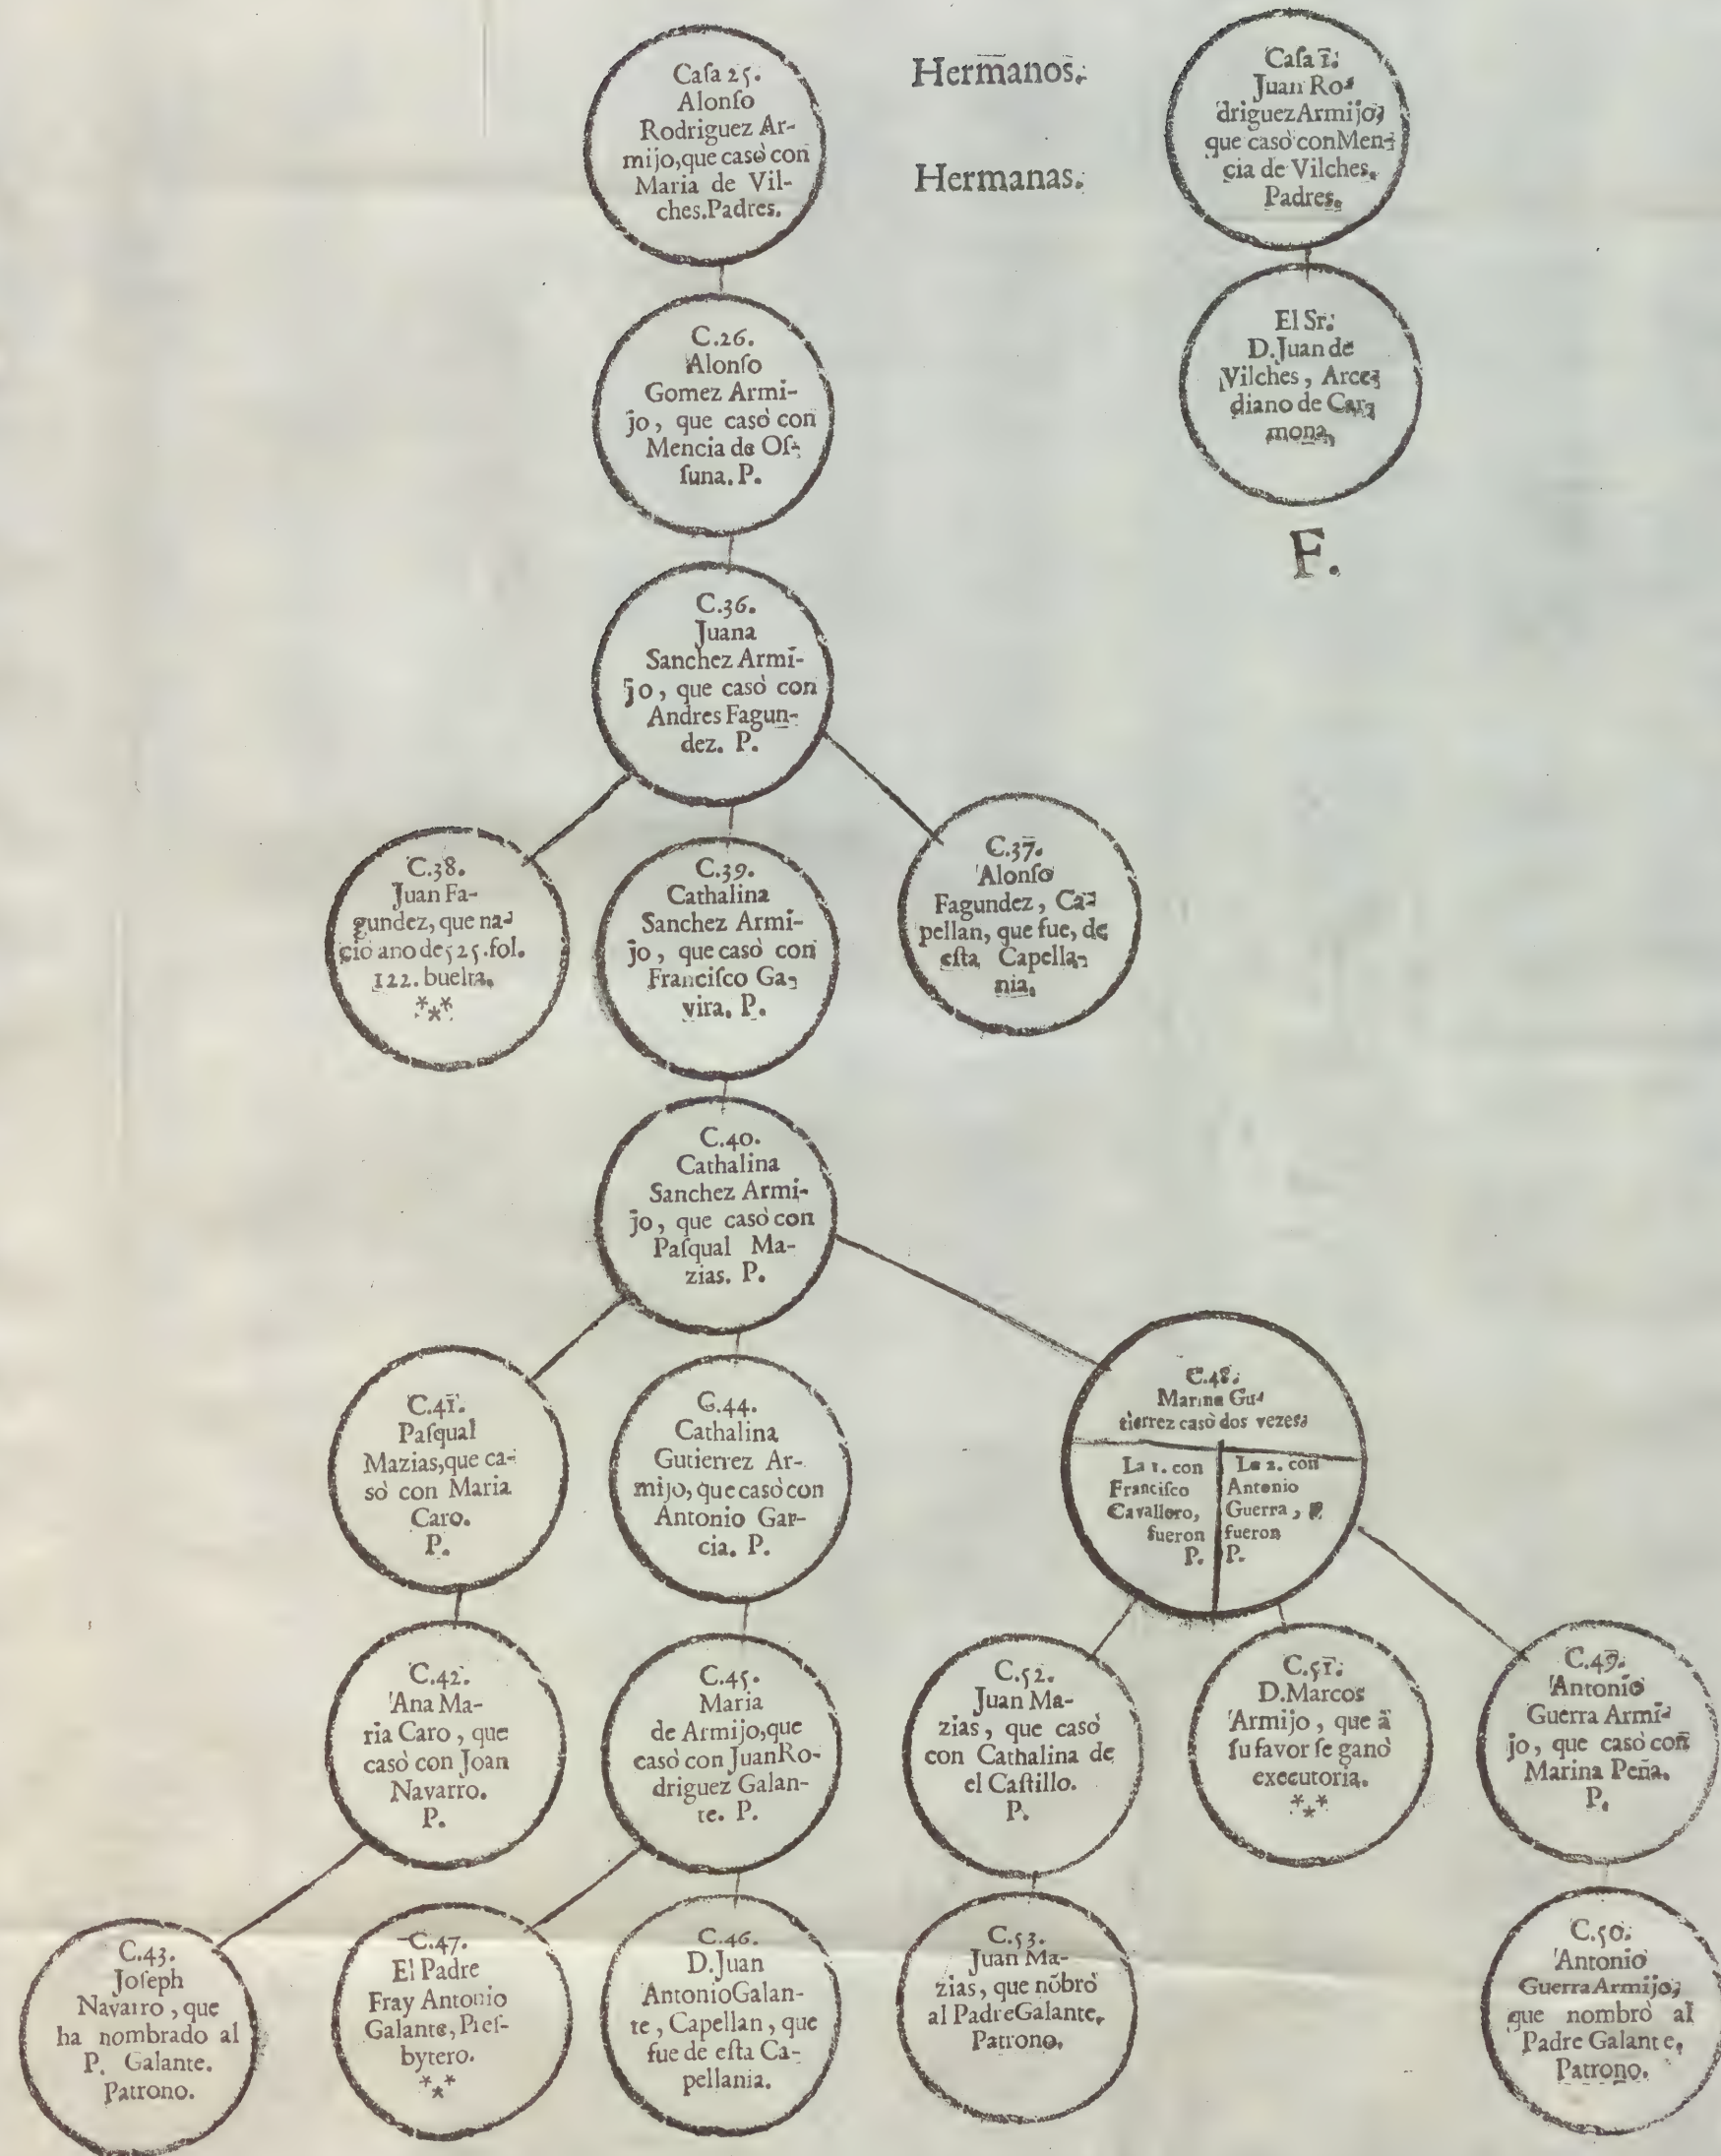 Caſa 25.
Alonſo
Rodriguez Ar-
mijo, que casò con
Maria de Vil-
ches. Padres.
Hermanos.
Hermanas.
Caſa 1.
Juan Ro-
driguez Armijo,
que casò con Men-
cia de Vilches.
Padres.
C.26.
Alonſo
Gomez Armi-
jo, que casò con
Mencia de Oſ-
ſuna. P.
El Sr.
D. Juan de
Vilches, Arce-
diano de Car-
mona.
F.
C.36.
Juana
Sanchez Armi-
jo, que casò con
Andres Fagun-
dez. P.
C.38.
Juan Fa-
gundez, que na-
ciò año de 525. fol.
122. buelta.
***
C.39.
Cathalina
Sanchez Armi-
jo, que casò con
Franciſco Ga-
vira. P.
C.37.
Alonſo
Fagundez, Ca-
pellan, que fue, de
eſta Capella-
nia.
C.40.
Cathalina
Sanchez Armi-
jo, que casò con
Paſqual Ma-
zias. P.
C.41.
Paſqual
Mazias, que ca-
sò con Maria
Caro.
P.
C.44.
Cathalina
Gutierrez Ar-
mijo, que casò con
Antonio Gar-
cia. P.
C.48.
Marina Gu-
tierrez casò dos vezes.
La 1. con
Franciſco
Cavallero,
fueron
P.
La 2. con
Antonio
Guerra, y
fueron
P.
C.42.
Ana Ma-
ria Caro, que
casò con Joan
Navarro.
P.
C.45.
Maria
de Armijo, que
casò con Juan Ro-
driguez Galan-
te. P.
C.52.
Juan Ma-
zias, que casò
con Cathalina de
el Caſtillo.
P.
C.51.
D. Marcos
Armijo, que à
ſu favor ſe ganò
executoria.
***
C.49.
Antonio
Guerra Armi-
jo, que casò con
Marina Peña.
P.
C.43.
Joſeph
Navarro, que
ha nombrado al
P. Galante.
Patrono.
C.47.
El Padre
Fray Antonio
Galante, Preſ-
bytero.
***
C.46.
D. Juan
Antonio Galan-
te, Capellan, que
fue de eſta Ca-
pellania.
C.53.
Juan Ma-
zias, que nõbrò
al Padre Galante.
Patrono.
C.50.
Antonio
Guerra Armijo,
que nombrò al
Padre Galante.
Patrono.